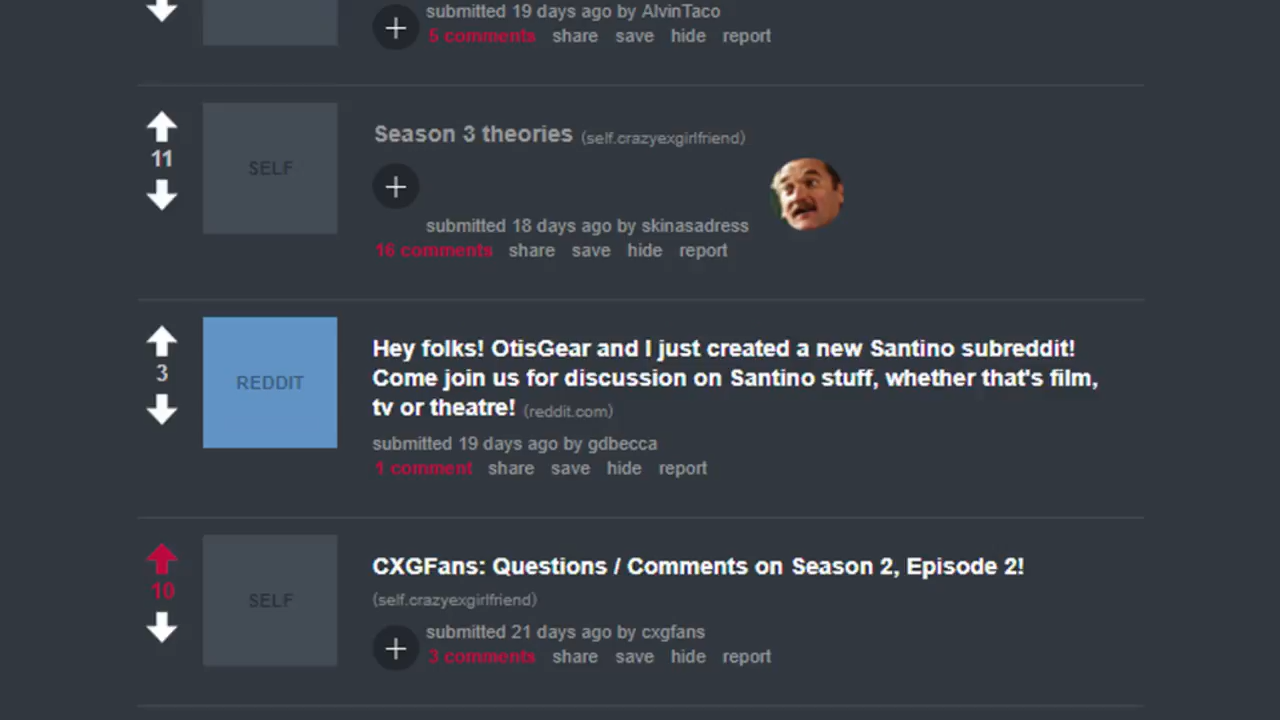 submitted 19 days ago by AlvinTaco
5 comments share save hide report
11
SELF
Season 3 theories (self.crazyexgirlfriend)
submitted 18 days ago by skinasadress
16 comments share save hide report
3
REDDIT
Hey folks! OtisGear and I just created a new Santino subreddit!
Come join us for discussion on Santino stuff, whether that's film,
tv or theatre! (reddit.com)
submitted 19 days ago by gdbecca
1 comment share save hide report
10
SELF
CXGFans: Questions / Comments on Season 2, Episode 2!
(self.crazyexgirlfriend)
submitted 21 days ago by cxgfans
3 comments share save hide report